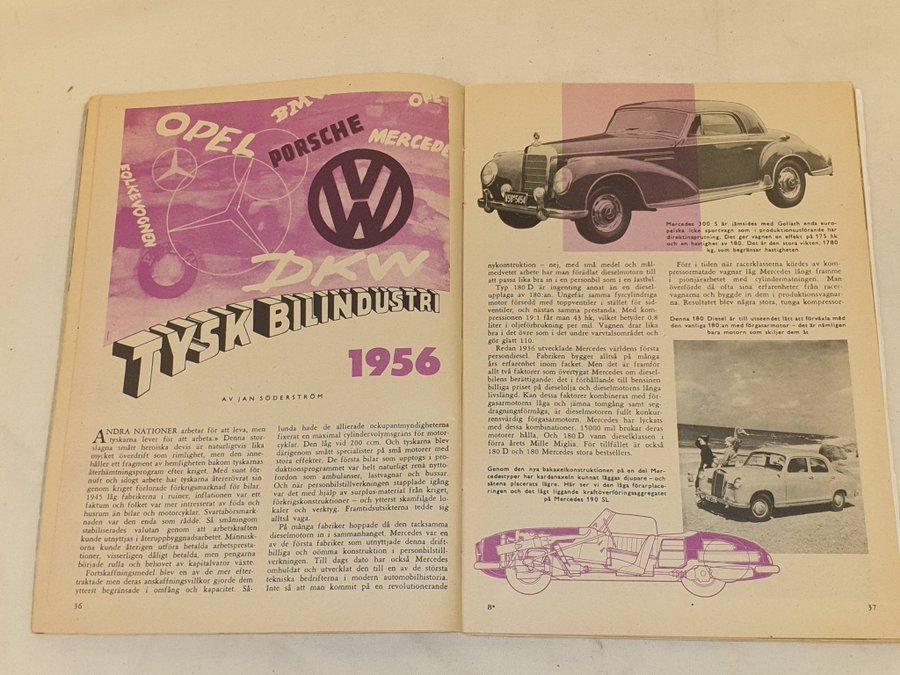 OPEL
BMW
OPEL
PORSCHE
MERCEDE
FOLKEVOGNEN
VW
DKW
TYSK BILINDUSTRI
1956
AV JAN SÖDERSTRÖM
ANDRA NATIONER arbetar för att leva, men
tyskarna lever för att arbeta.» Denna stor-
slagna smått heroiska devis är naturligtvis lika
mycket överdrift som rimlighet, men den inne-
håller ett fragment av hemligheten bakom tyskarnas
återhämtningsprogram efter kriget. Med sunt för-
nuft och idogt arbete har tyskarna återerövrat sin
genom kriget förlorade förkrigsmarknad för bilar.
1945 låg fabrikerna i ruiner, inflationen var ett
faktum och folket var mer intresserat av föda och
husrum än bilar och motorcyklar. Svartabörsmark-
naden var den enda som rådde. Så småningom
stabiliserades valutan genom att arbetskraften
kunde utnyttjas i återuppbyggnadsarbetet. Människ-
orna kunde återigen utföra betalda arbetspresta-
tioner, visserligen dåligt betalda, men pengarna
började rulla och behovet av kapitalvaror växte.
Fortskaffningsmedel blev en av de mer efter-
traktade men deras anskaffningsvillkor gjorde dem
ytterst begränsade i omfång och kapacitet. Så-
lunda hade de allierade ockupantmyndigheterna
fixerat en maximal cylindervolymsgräns för motor-
cyklar. Den låg vid 200 ccm. Och tyskarna blev
därigenom smått specialister på små motorer med
stora effekter. De första bilar som upptogs i pro-
duktionsprogrammet var helt naturligt rena nytto-
fordon som ambulanser, lastvagnar och bussar.
Och när personbilstillverkningen stapplade igång
var det med hjälp av surplus-material från kriget,
förkrigskonstruktioner – och ytterst skamfilade lo-
kaler och verktyg. Framtidsutsikterna tedde sig
alltså vaga.
På många fabriker hoppade då den tacksamma
dieselmotorn in i sammanhanget. Mercedes var en
av de första fabriker som utnyttjade denna drift-
billiga och oömma konstruktion i personbilstill-
verkningen. Till dags dato har också Mercedes
omhuldat och utvecklat den till en av de största
tekniska bedrifterna i modern automobilhistoria.
Inte så att man kommit på en revolutionerande
36
Mercedes 300 S är jämsides med Goliath enda euro-
peiska icke sportvagn som i produktionsutförande har
direktinsprutning. Det ger vagnen en effekt på 175 hk
och en hastighet av 180. Det är den stora vikten, 1780
kg, som begränsar hastigheten
nykonstruktion – nej, med små medel och mål-
medvetet arbete har man förädlat dieselmotorn till
att passa lika bra in i en personbil som i en lastbil.
Typ 180 D är ingenting annat än en diesel-
upplaga av 180:an. Ungefär samma fyrcylindriga
motor försedd med toppventiler i stället för sid-
ventiler, och nästan samma prestanda. Med kom-
pressionen 19:1 får man 43 hk, vilket betyder 0,8
liter i oljeförbrukning per mil. Vagnen drar lika
bra i det övre som i det undre varvtalsområdet och
gör glatt 110.
Redan 1936 utvecklade Mercedes världens första
persondiesel. Fabriken bygger alltså på många
års erfarenhet inom facket. Men det är framför
allt två faktorer som övertygat Mercedes om diesel-
bilens berättigande: det i förhållande till bensinen
billiga priset på dieselolja och dieselmotorns långa
livslängd. Kan dessa faktorer kombineras med för-
gasarmotorns låga och jämna tomgång samt seg-
dragningsförmåga, är dieselmotorn fullt konkur-
rensvärdig förgasarmotorn. Mercedes har lyckats
med dessa kombinationer. 15000 mil brukar deras
motorer hålla. Och 180 D vann dieselklassen i
förra årets Mille Miglia. För tillfället är också
180 D och 180 Mercedes stora bestsellers.
Genom den nya bakaxelkonstruktionen på en del Mer-
cedestyper har kardanaxeln kunnat läggas djupare – och
sätena placerats lägre. Här ser vi den låga förarplace-
ringen och det lågt liggande kraftöverföringsaggregatet
på Mercedes 190 SL
Förr i tiden när racerklasserna kördes av kom-
pressormatade vagnar låg Mercedes långt framme
i pionjärarbetet med cylindermatningen. Man
överförde då ofta sina erfarenheter från racer-
vagnarna och byggde in dem i produktionsvagnar-
na. Resultatet blev några stora, tunga kompressor-
Denna 180 Diesel är till utseendet lätt att förväxla med
den vanliga 180:an med förgasarmotor – det är nämligen
bara motorn som skiljer dem åt
8*
37